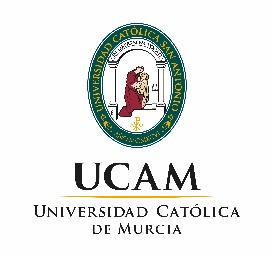 UNIVERSIDAD CATÓLICA SAN ANTONIO
UCAM
UNIVERSIDAD CATÓLICA
DE MURCIA